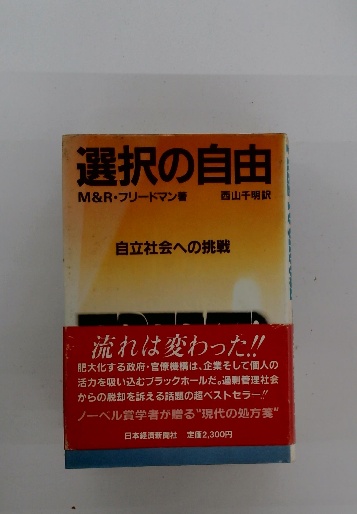 選択の自由
M&R・フリードマン著 西山千明訳
自立社会への挑戦
流れは変わった!!
肥大化する政府・官僚機構は、企業そして個人の
活力を吸い込むブラックホールだ。過剰管理社会
からの脱却を訴える話題の超ベストセラー!!
ノーベル賞学者が贈る"現代の処方箋"
日本経済新聞社 定価2,300円